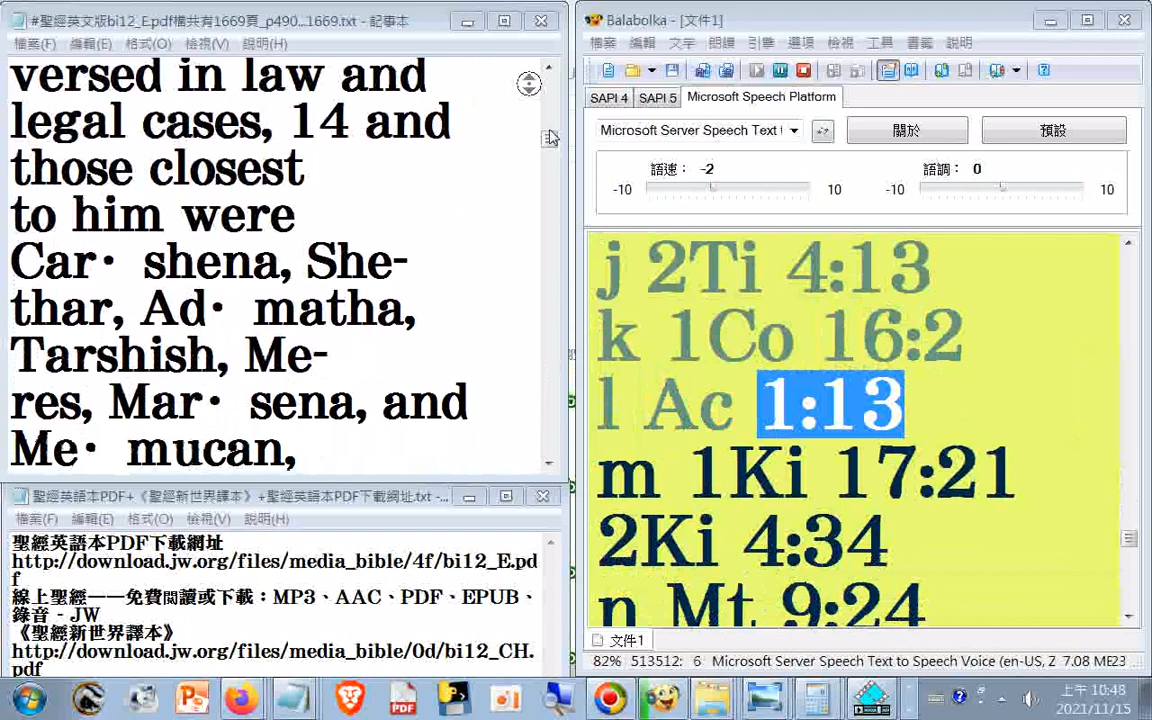 #聖經英文版bi12_E.pdf檔共有1669頁_p490...1669.txt - 記事本
檔案(F) 編輯(E) 格式(O) 檢視(V) 說明(H)
versed in law and
legal cases, 14 and
those closest
to him were
Car· shena, She-
thar, Ad· matha,
Tarshish, Me-
res, Mar· sena, and
Me· mucan,
聖經英語本PDF+《聖經新世界譯本》+聖經英語本PDF下載網址.txt - ...
檔案(F) 編輯(E) 格式(O) 檢視(V) 說明(H)
聖經英語本PDF下載網址
http://download.jw.org/files/media_bible/4f/bi12_E.pd
f
線上聖經——免費閱讀或下載：MP3、AAC、PDF、EPUB、
錄音 - JW
《聖經新世界譯本》
http://download.jw.org/files/media_bible/0d/bi12_CH.
pdf
Balabolka - [文件1]
檔案 編輯 文字 朗讀 引擎 選項 檢視 工具 書籤 說明
SAPI 4 SAPI 5 Microsoft Speech Platform
Microsoft Server Speech Text 關於 預設
語速： -2 語調： 0
-10 10 -10 10
j 2Ti 4:13
k 1Co 16:2
l Ac 1:13
m 1Ki 17:21
2Ki 4:34
n Mt 9:24
文件1
82% 513512: 6 Microsoft Server Speech Text to Speech Voice (en-US, Z 7.08 ME23
PDF
上午 10:48
2021/11/15